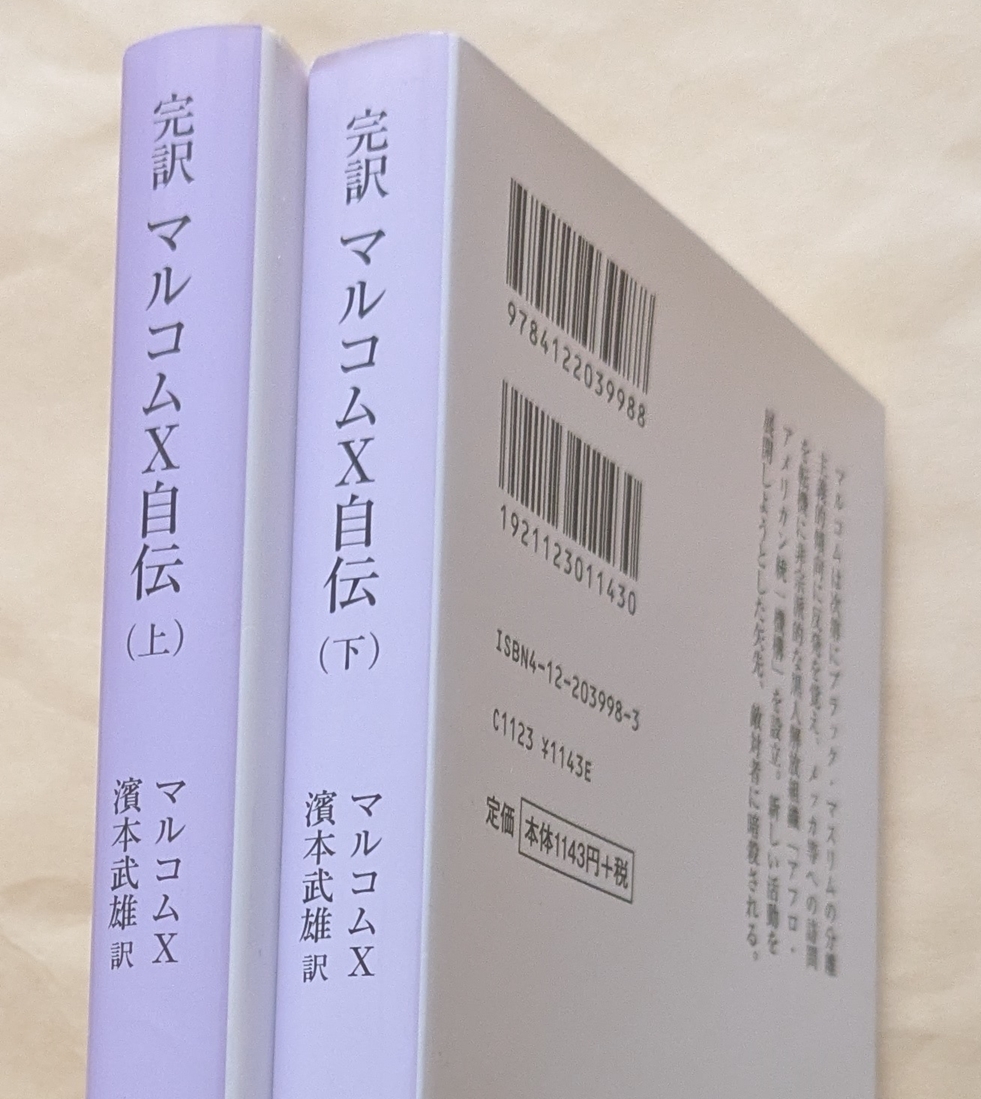 完訳 マルコムX自伝(上)
マルコムX
濱本武雄 訳
完訳 マルコムX自伝(下)
マルコムX
濱本武雄 訳
9784122039988
1921123011430
ISBN4-12-203998-3
C1123 ¥1143E
定価 本体1143円+税
マルコムは次第にブラック・マスリムの分離
主義的傾向に反発を覚え、メッカ等への訪問
を転機に非宗派的な黒人解放組織「アフロ・
アメリカン統一機構」を設立。新しい活動を
展開しようとした矢先、敵対者に暗殺される。